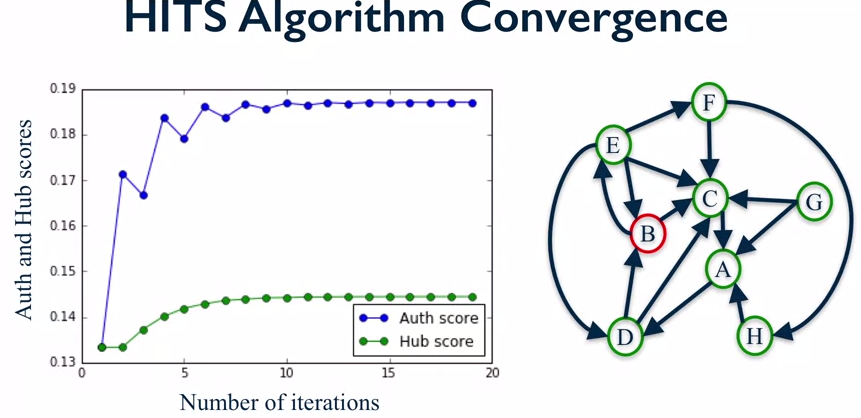 HITS Algorithm Convergence
Auth and Hub scores
0.19
0.18
0.17
0.16
0.15
0.14
0.13
0
5
10
15
20
Number of iterations
Auth score
Hub score
F
E
C
G
B
A
D
H